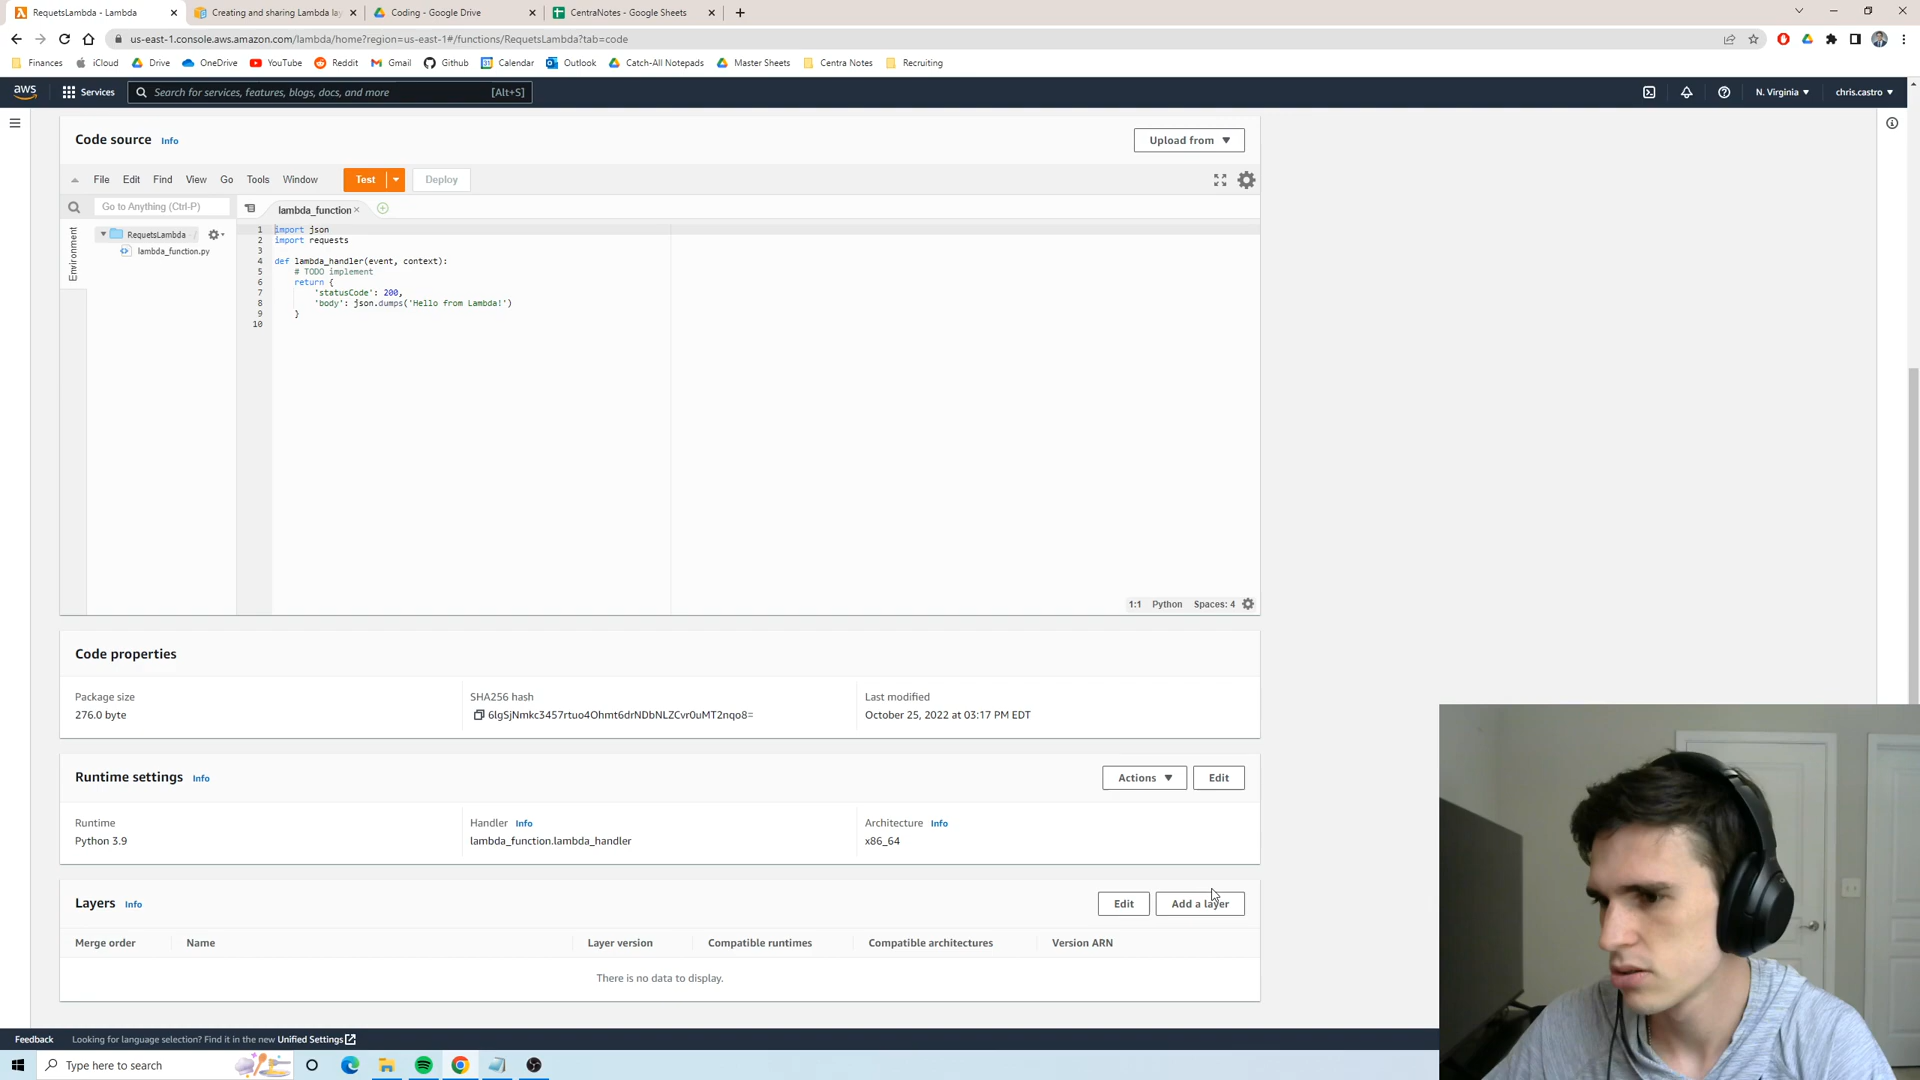 RequetsLambda - Lambda
Creating and sharing Lambda lay
Coding - Google Drive
CentraNotes - Google Sheets
us-east-1.console.aws.amazon.com/lambda/home?region=us-east-1#/functions/RequetsLambda?tab=code
Finances iCloud Drive OneDrive YouTube Reddit Gmail Github Calendar Outlook Catch-All Notepads Master Sheets Centra Notes Recruiting
aws Services Search for services, features, blogs, docs, and more [Alt+S] N. Virginia chris.castro
Code source Info Upload from
File Edit Find View Go Tools Window Test Deploy
Go to Anything (Ctrl-P) lambda_function
Environment
RequetsLambda
lambda_function.py
1 import json
2 import requests
3
4 def lambda_handler(event, context):
5 # TODO implement
6 return {
7 'statusCode': 200,
8 'body': json.dumps('Hello from Lambda!')
9 }
10
1:1 Python Spaces: 4
Code properties
Package size SHA256 hash Last modified
276.0 byte 6lgSjNmkc3457rtuo4Ohmt6drNDbNLZCvr0uMT2nqo8= October 25, 2022 at 03:17 PM EDT
Runtime settings Info Actions Edit
Runtime Handler Info Architecture Info
Python 3.9 lambda_function.lambda_handler x86_64
Layers Info Edit Add a layer
Merge order Name Layer version Compatible runtimes Compatible architectures Version ARN
There is no data to display.
Feedback Looking for language selection? Find it in the new Unified Settings
Type here to search